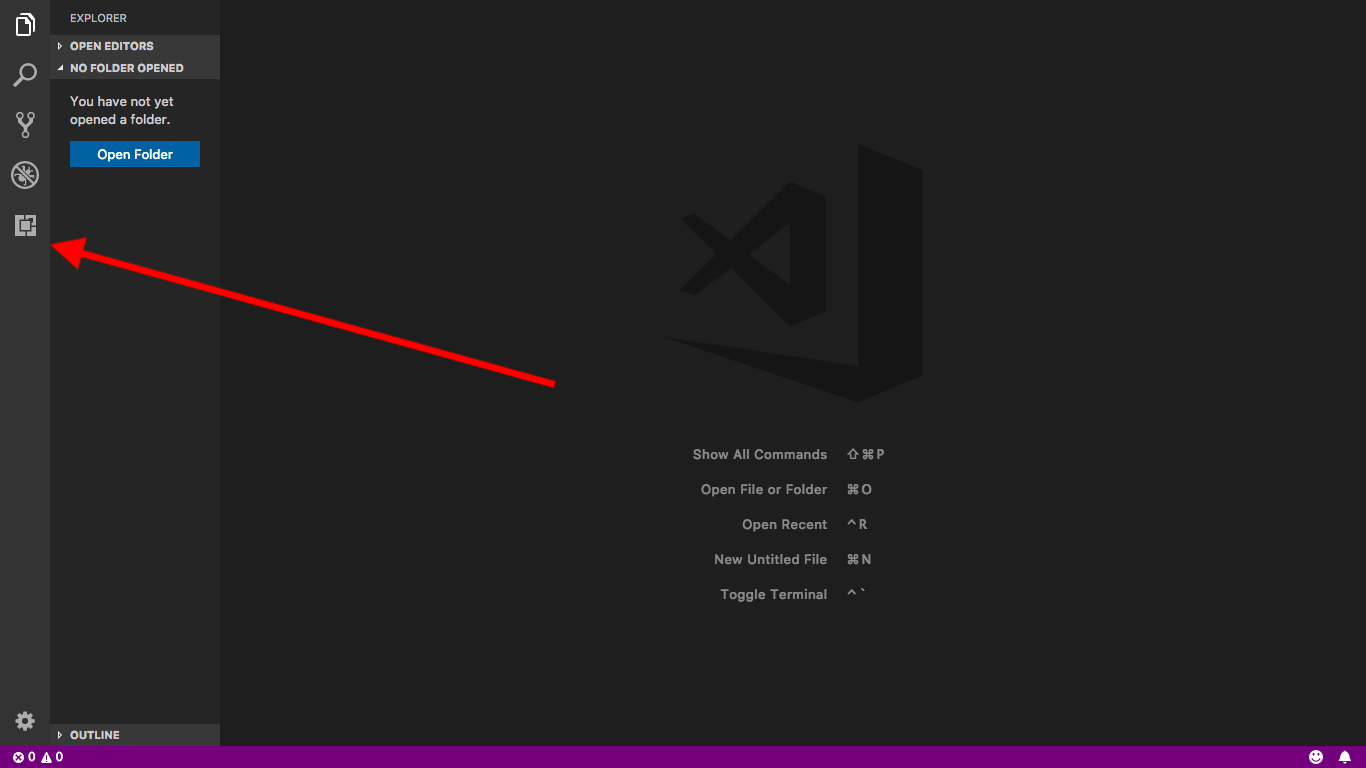 EXPLORER
OPEN EDITORS
NO FOLDER OPENED
You have not yet
opened a folder.
Open Folder
Show All Commands ⇧⌘P
Open File or Folder ⌘O
Open Recent ^R
New Untitled File ⌘N
Toggle Terminal ^`
OUTLINE
0 0